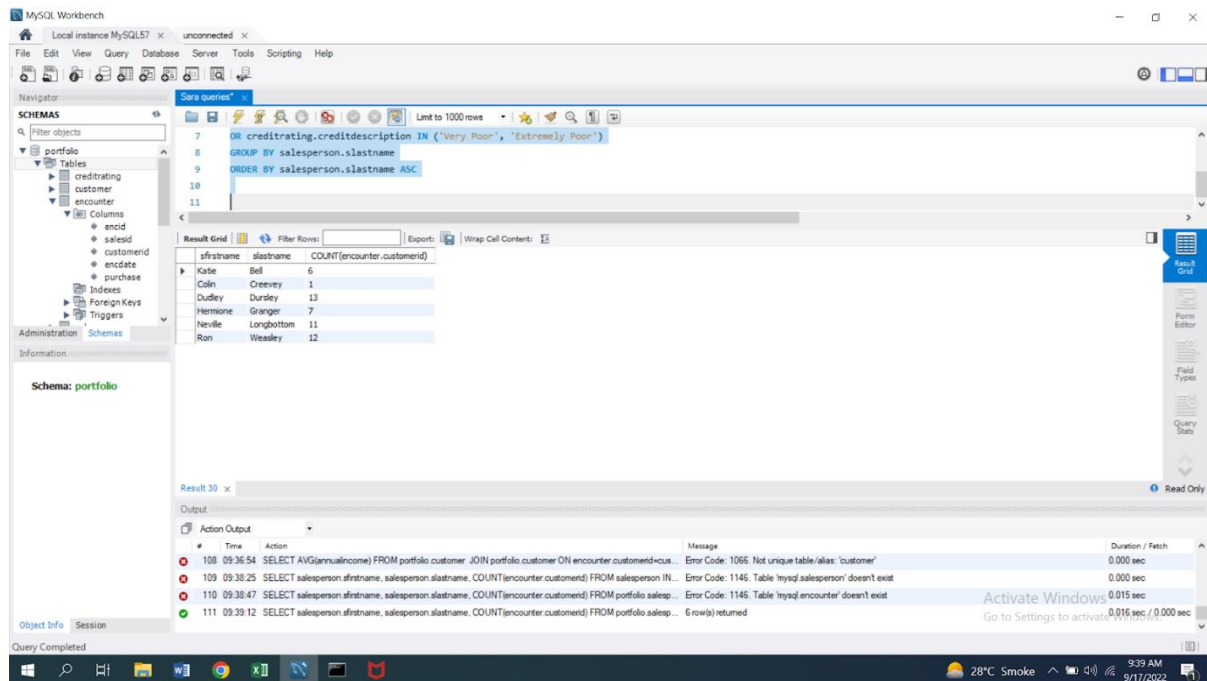 MySQL Workbench
Local instance MySQL57 × unconnected ×
File Edit View Query Database Server Tools Scripting Help
Navigator
Sara queries* ×
SCHEMAS
Limit to 1000 rows
Filter objects
7 OR creditrating.creditdescription IN ('Very Poor', 'Extremely Poor')
8 GROUP BY salesperson.slastname
9 ORDER BY salesperson.slastname ASC
10
11
portfolio
Tables
creditrating
customer
encounter
Columns
encid
salesid
customerid
encdate
purchase
Indexes
Foreign Keys
Triggers
Administration Schemas
Information
Schema: portfolio
Object Info Session
Result Grid Filter Rows: Export: Wrap Cell Content:
sfirstname slastname COUNT(encounter.customerid)
Katie Bell 6
Colin Creevey 1
Dudley Dursley 13
Hermione Granger 7
Neville Longbottom 11
Ron Weasley 12
Result Grid
Form Editor
Field Types
Query Stats
Result 30 ×
Read Only
Output
Action Output
# Time Action Message Duration / Fetch
108 09:36:54 SELECT AVG(annualincome) FROM portfolio.customer JOIN portfolio.customer ON encounter.customerid=cus... Error Code: 1066. Not unique table/alias: 'customer' 0.000 sec
109 09:38:25 SELECT salesperson.sfirstname, salesperson.slastname, COUNT(encounter.customerid) FROM salesperson IN... Error Code: 1146. Table 'mysql.salesperson' doesn't exist 0.000 sec
110 09:38:47 SELECT salesperson.sfirstname, salesperson.slastname, COUNT(encounter.customerid) FROM portfolio.salesp... Error Code: 1146. Table 'mysql.encounter' doesn't exist 0.015 sec
111 09:39:12 SELECT salesperson.sfirstname, salesperson.slastname, COUNT(encounter.customerid) FROM portfolio.salesp... 6 row(s) returned 0.016 sec / 0.000 sec
Activate Windows
Go to Settings to activate Windows.
Query Completed
28°C Smoke
9:39 AM
9/17/2022